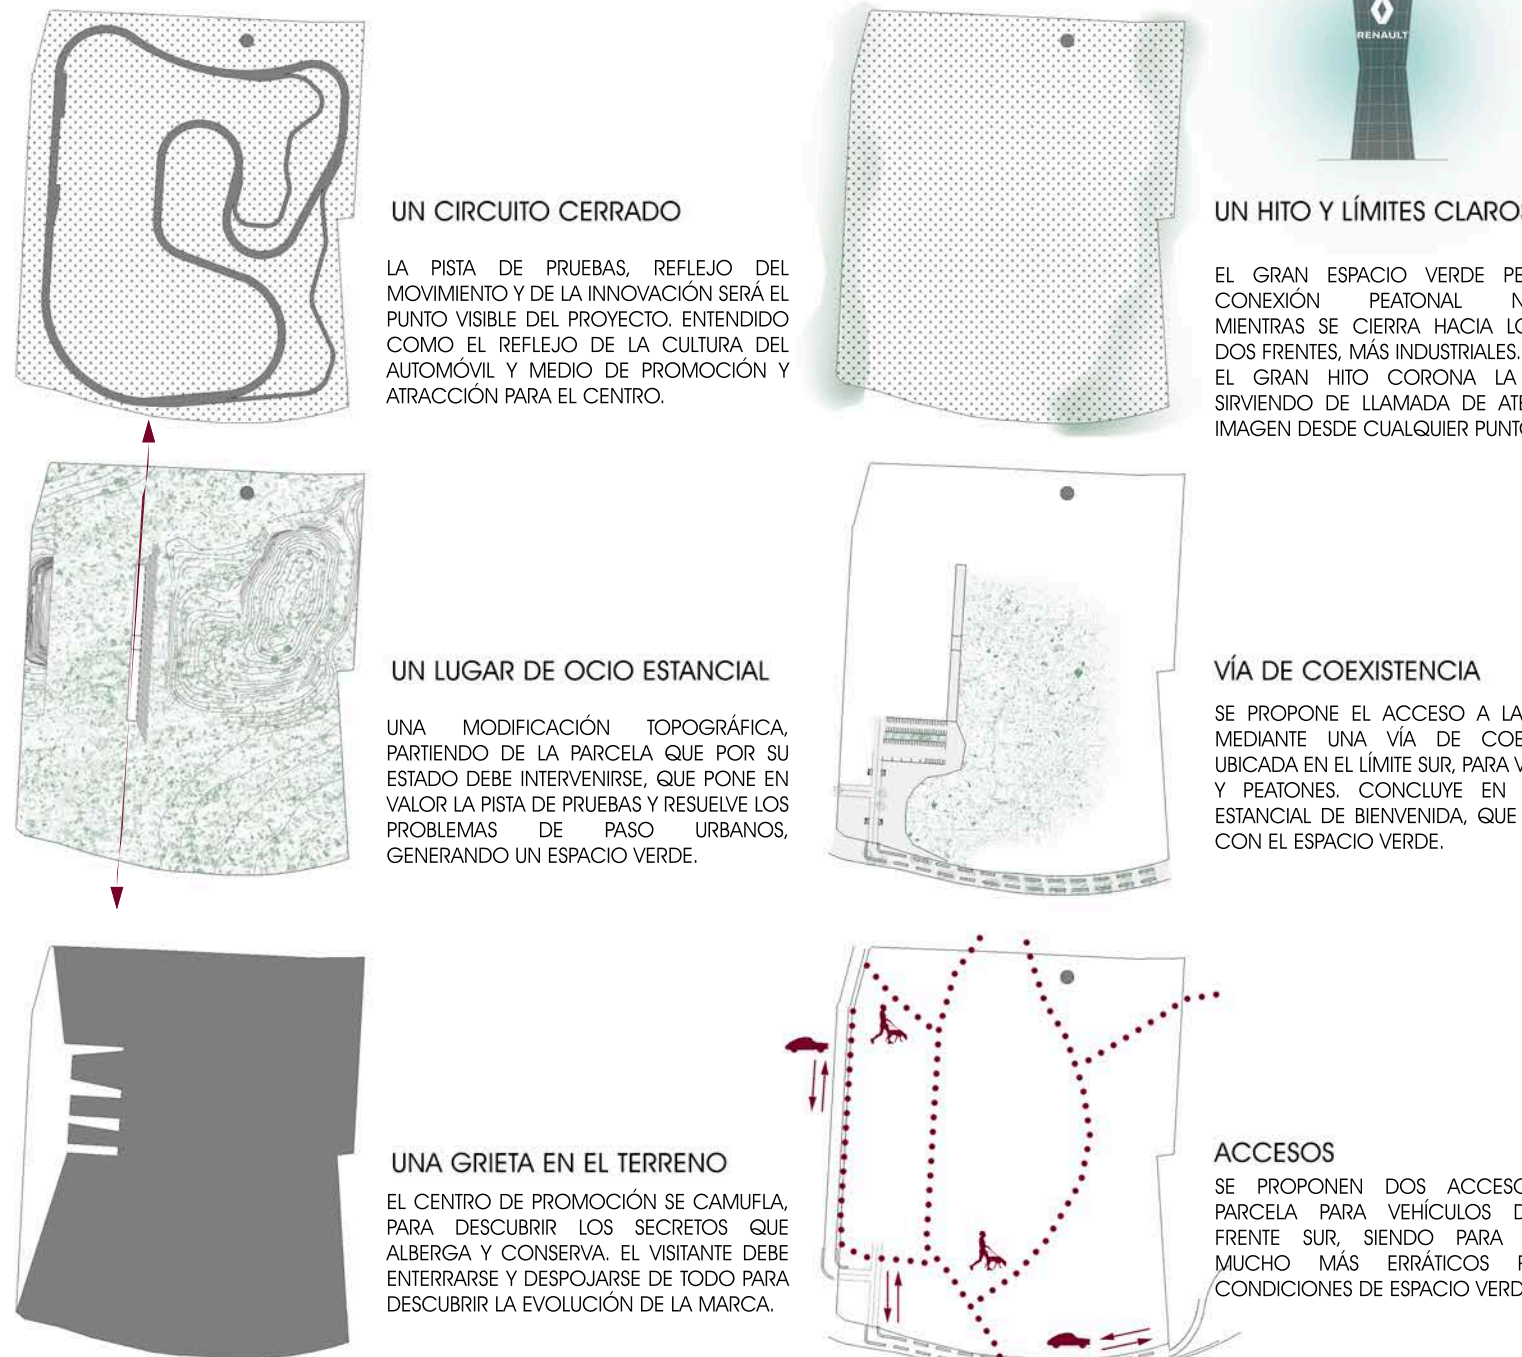 UN CIRCUITO CERRADO
LA PISTA DE PRUEBAS, REFLEJO DEL
MOVIMIENTO Y DE LA INNOVACIÓN SERÁ EL
PUNTO VISIBLE DEL PROYECTO. ENTENDIDO
COMO EL REFLEJO DE LA CULTURA DEL
AUTOMÓVIL Y MEDIO DE PROMOCIÓN Y
ATRACCIÓN PARA EL CENTRO.
RENAULT
UN HITO Y LÍMITES CLAROS
EL GRAN ESPACIO VERDE
CONEXIÓN PEATONAL
MIENTRAS SE CIERRA HACIA
DOS FRENTES, MÁS INDUSTRIALES.
EL GRAN HITO CORONA LA
SIRVIENDO DE LLAMADA DE
IMAGEN DESDE CUALQUIER
UN LUGAR DE OCIO ESTANCIAL
UNA MODIFICACIÓN TOPOGRÁFICA,
PARTIENDO DE LA PARCELA QUE POR SU
ESTADO DEBE INTERVENIRSE, QUE PONE EN
VALOR LA PISTA DE PRUEBAS Y RESUELVE LOS
PROBLEMAS DE PASO URBANOS,
GENERANDO UN ESPACIO VERDE.
VÍA DE COEXISTENCIA
SE PROPONE EL ACCESO A LA
MEDIANTE UNA VÍA DE
UBICADA EN EL LÍMITE SUR, PARA
Y PEATONES. CONCLUYE EN
ESTANCIAL DE BIENVENIDA, QUE
CON EL ESPACIO VERDE.
UNA GRIETA EN EL TERRENO
EL CENTRO DE PROMOCIÓN SE CAMUFLA,
PARA DESCUBRIR LOS SECRETOS QUE
ALBERGA Y CONSERVA. EL VISITANTE DEBE
ENTERRARSE Y DESPOJARSE DE TODO PARA
DESCUBRIR LA EVOLUCIÓN DE LA MARCA.
ACCESOS
SE PROPONEN DOS
PARCELA PARA VEHÍCULOS
FRENTE SUR, SIENDO PARA
MUCHO MÁS ERRÁTICOS
CONDICIONES DE ESPACIO